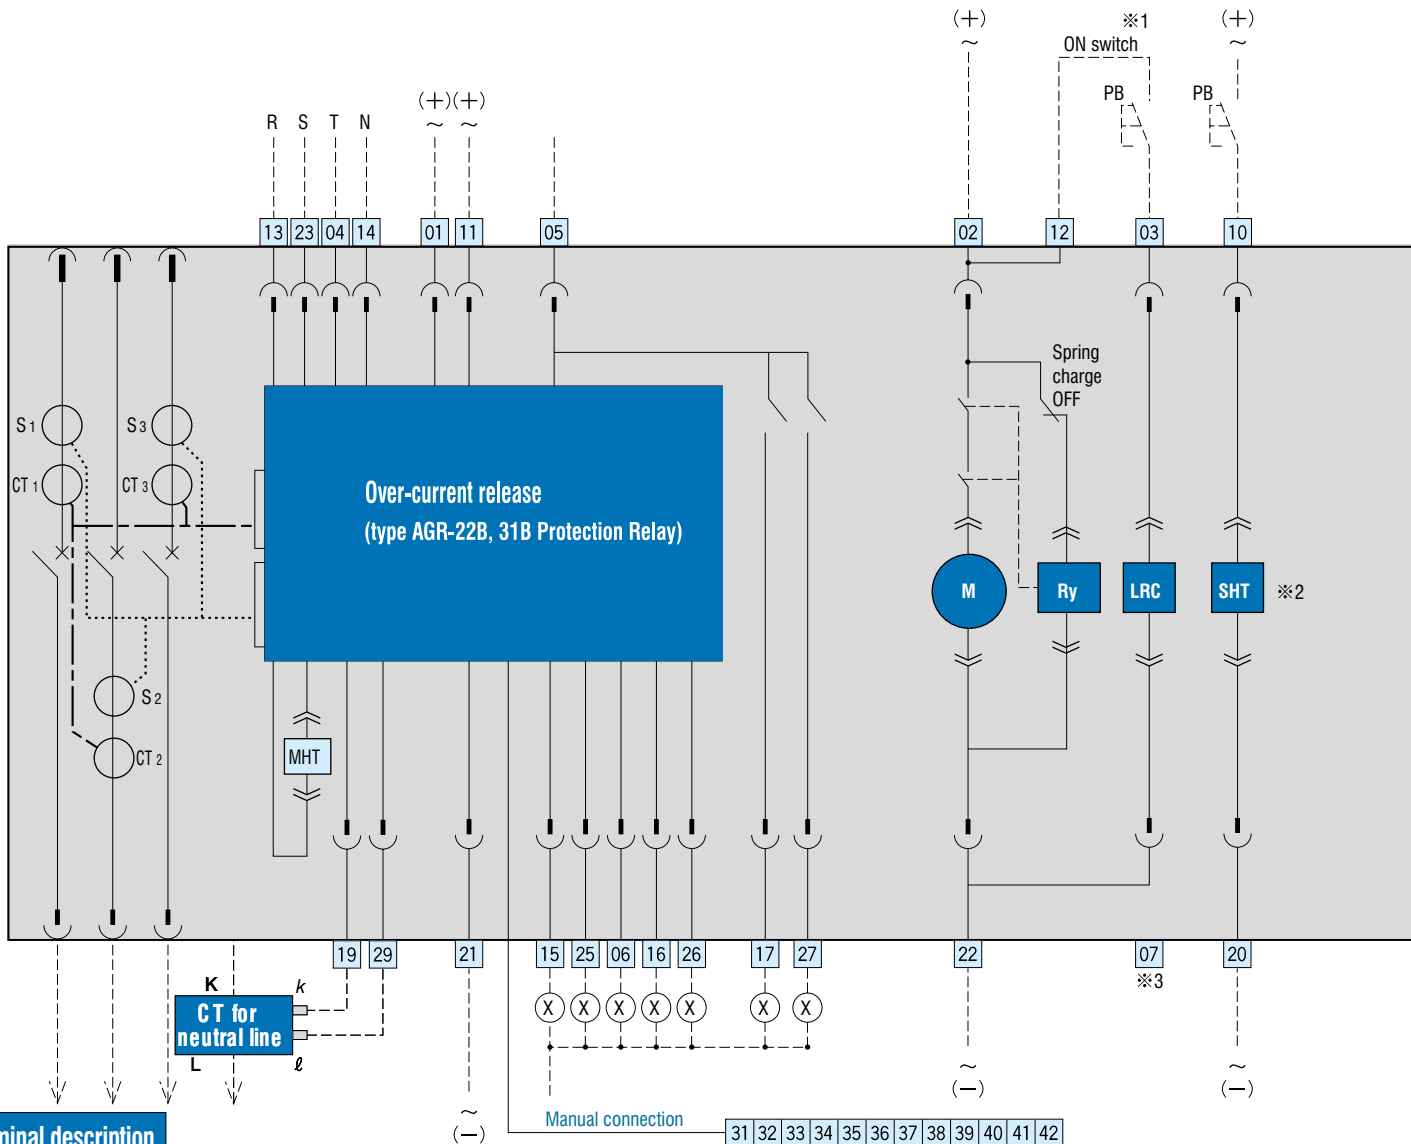 (+) ※1 (+)
~ ON switch ~
PB PB
(+)(+)
~ ~
R S T N
13 23 04 14 01 11 05 02 12 03 10
Spring
charge
OFF
S1 S3
CT1 CT3
Over-current release
(type AGR-22B, 31B Protection Relay)
M Ry LRC SHT ※2
S2
CT2
MHT
19 29 21 15 25 06 16 26 17 27 22 07 20
※3
K k
CT for
neutral line
L ℓ
X X X X X X X
~ ~
(−) (−)
Manual connection
~
(−)
31 32 33 34 35 36 37 38 39 40 41 42
minal description